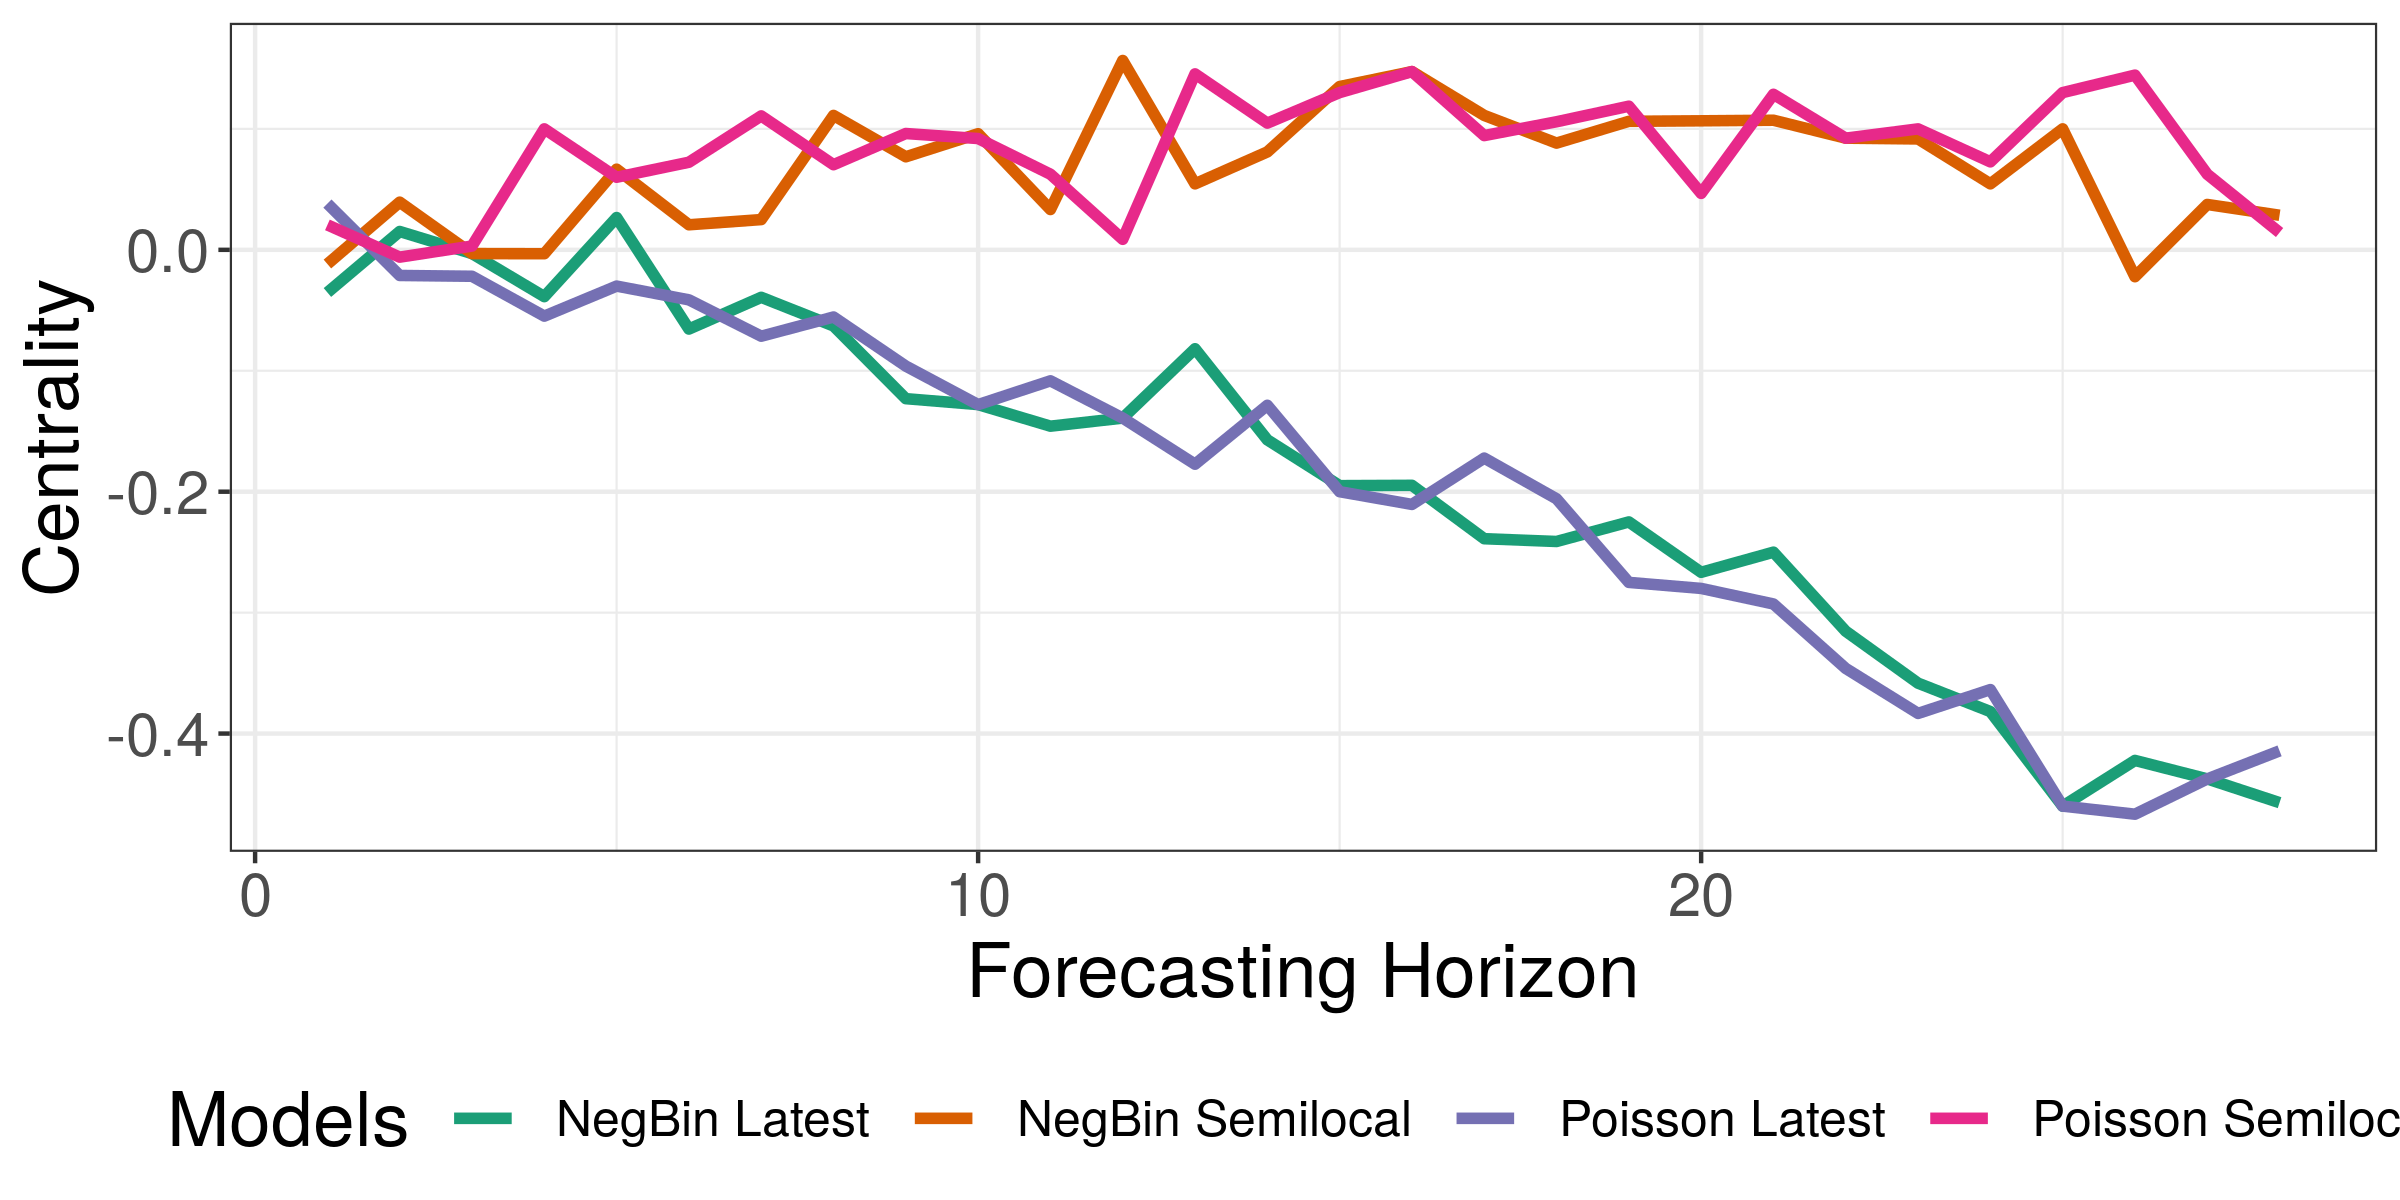 0.0
-0.2
-0.4
Centrality
0 10 20
Forecasting Horizon
Models NegBin Latest NegBin Semilocal Poisson Latest Poisson Semiloc